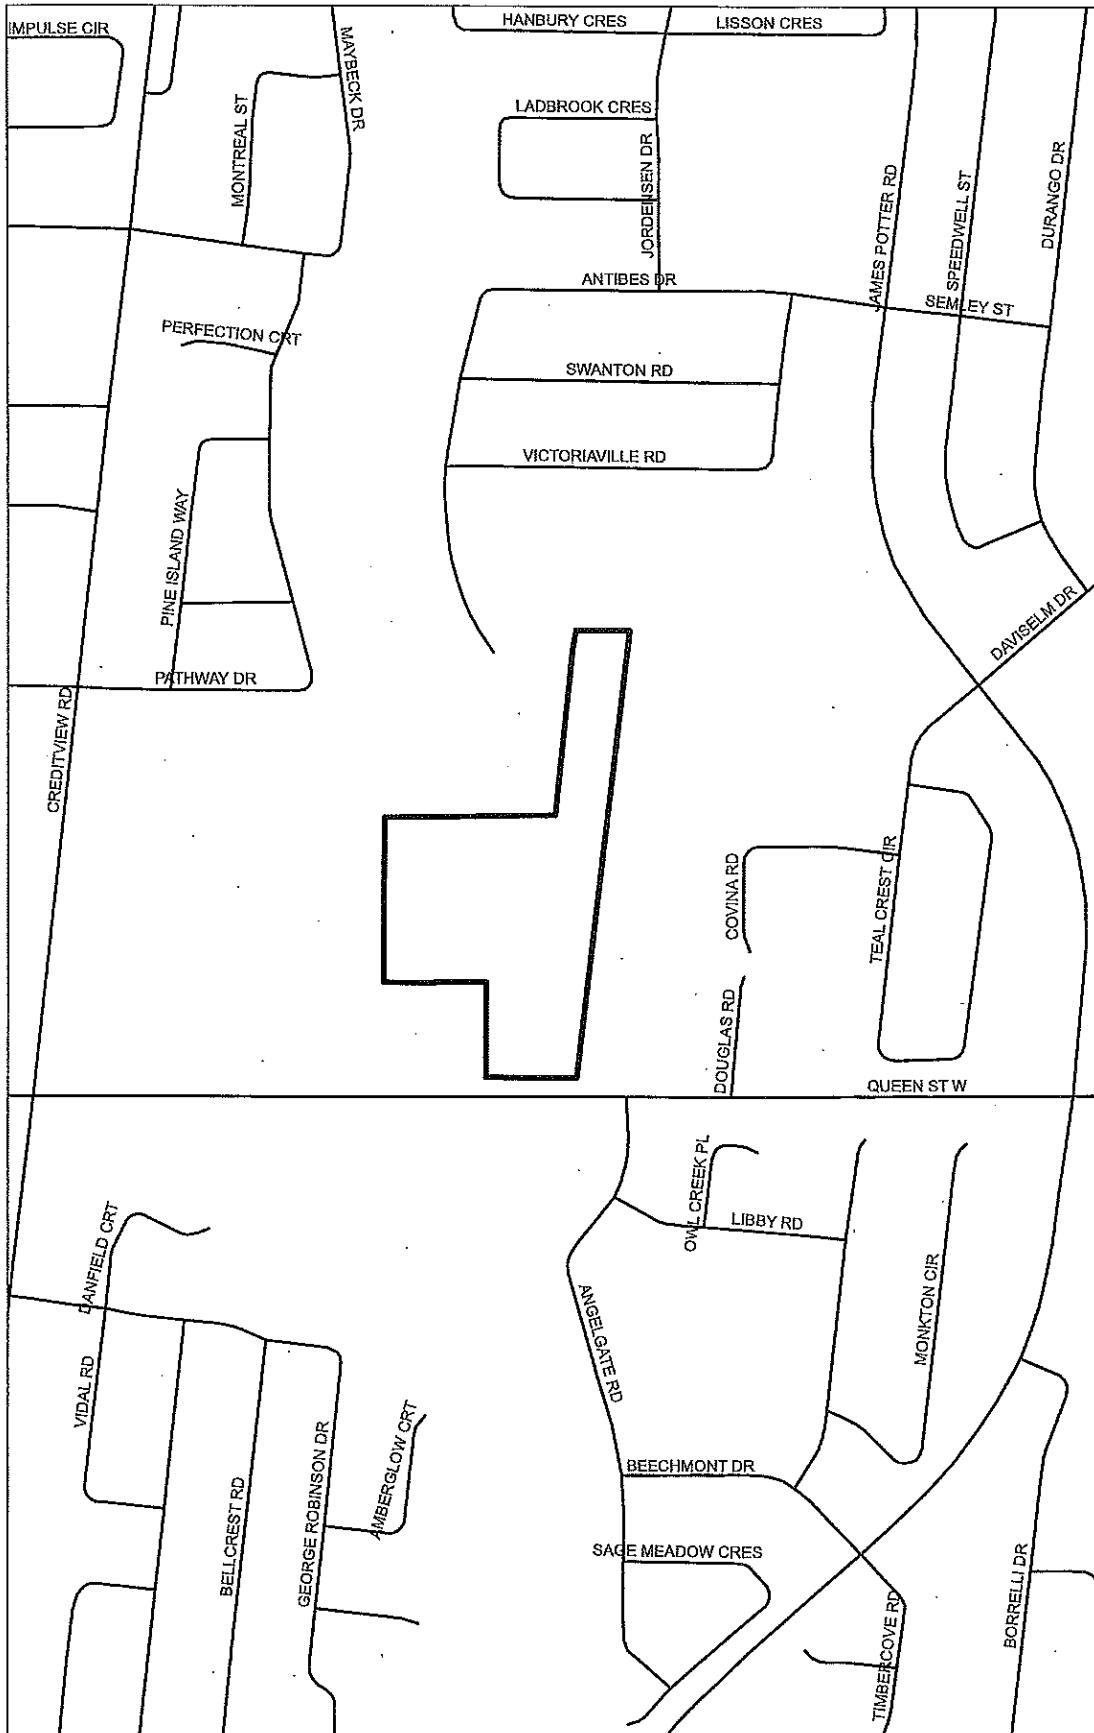 IMPULSE CIR
MAYBECK DR
HANBURY CRES
LISSON CRES
MONTREAL ST
LADBROOK CRES
JORDENSEN DR
JAMES POTTER RD
SPEEDWELL ST
DURANGO DR
ANTIBES DR
SEMLEY ST
PERFECTION CRT
SWANTON RD
VICTORIAVILLE RD
PINE ISLAND WAY
DAVISELM DR
PATHWAY DR
CREDITVIEW RD
COVINA RD
TEAL CREST CIR
DOUGLAS RD
QUEEN ST W
OWL CREEK PL
LIBBY RD
DANFIELD CRT
ANGELGATE RD
MONKTON CIR
VIDAL RD
AMBERGLOW CRT
BEECHMONT DR
BELLCREST RD
GEORGE ROBINSON DR
SAGE MEADOW CRES
BORRELLI DR
TIMBERCOVE RD